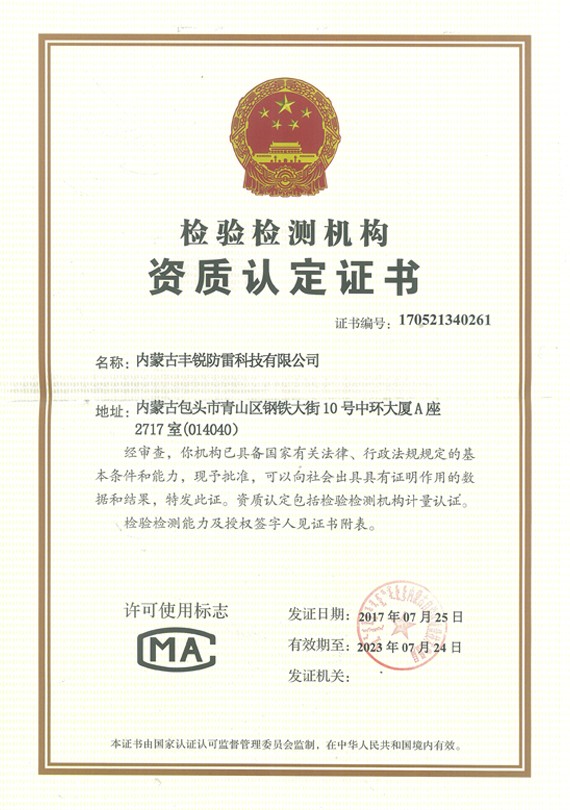 检验检测机构
资质认定证书
证书编号：170521340261
名称：内蒙古丰锐防雷科技有限公司
地址：内蒙古包头市青山区钢铁大街10号中环大厦A座
2717室(014040)
经审查，你机构已具备国家有关法律、行政法规规定的基
本条件和能力，现予批准，可以向社会出具具有证明作用的数
据和结果，特发此证。资质认定包括检验检测机构计量认证。
检验检测能力及授权签字人见证书附表。
许可使用标志
MA
发证日期：2017年07月25日
有效期至：2023年07月24日
发证机关：
本证书由国家认证认可监督管理委员会监制，在中华人民共和国境内有效。